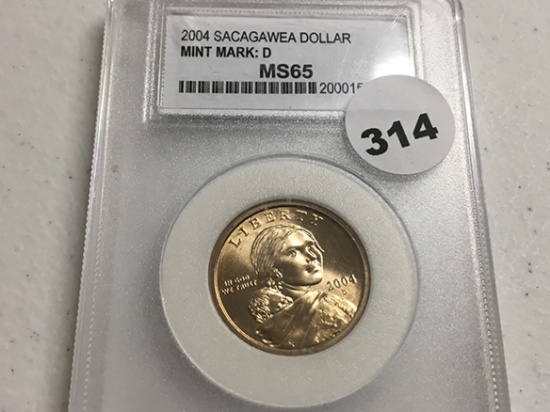 2004 SACAGAWEA DOLLAR
MINT MARK: D
MS65
20001
314
LIBERTY
IN GOD
WE TRUST
2004
D